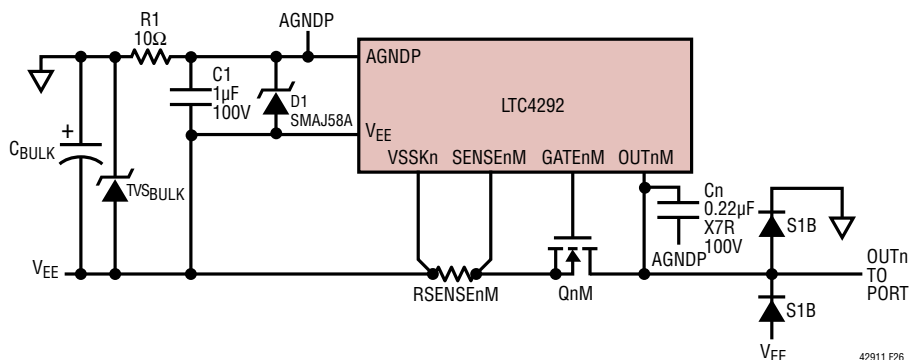 AGNDP
R1
10Ω
AGNDP
C1
1μF
100V
D1
SMAJ58A
LTC4292
VEE
VSSKn
SENSEnM
GATEnM
OUTnM
+
CBULK
TVSBULK
Cn
0.22μF
X7R
100V
S1B
AGNDP
VEE
RSENSEnM
QnM
OUTn
TO
PORT
S1B
VEE
42911 F26